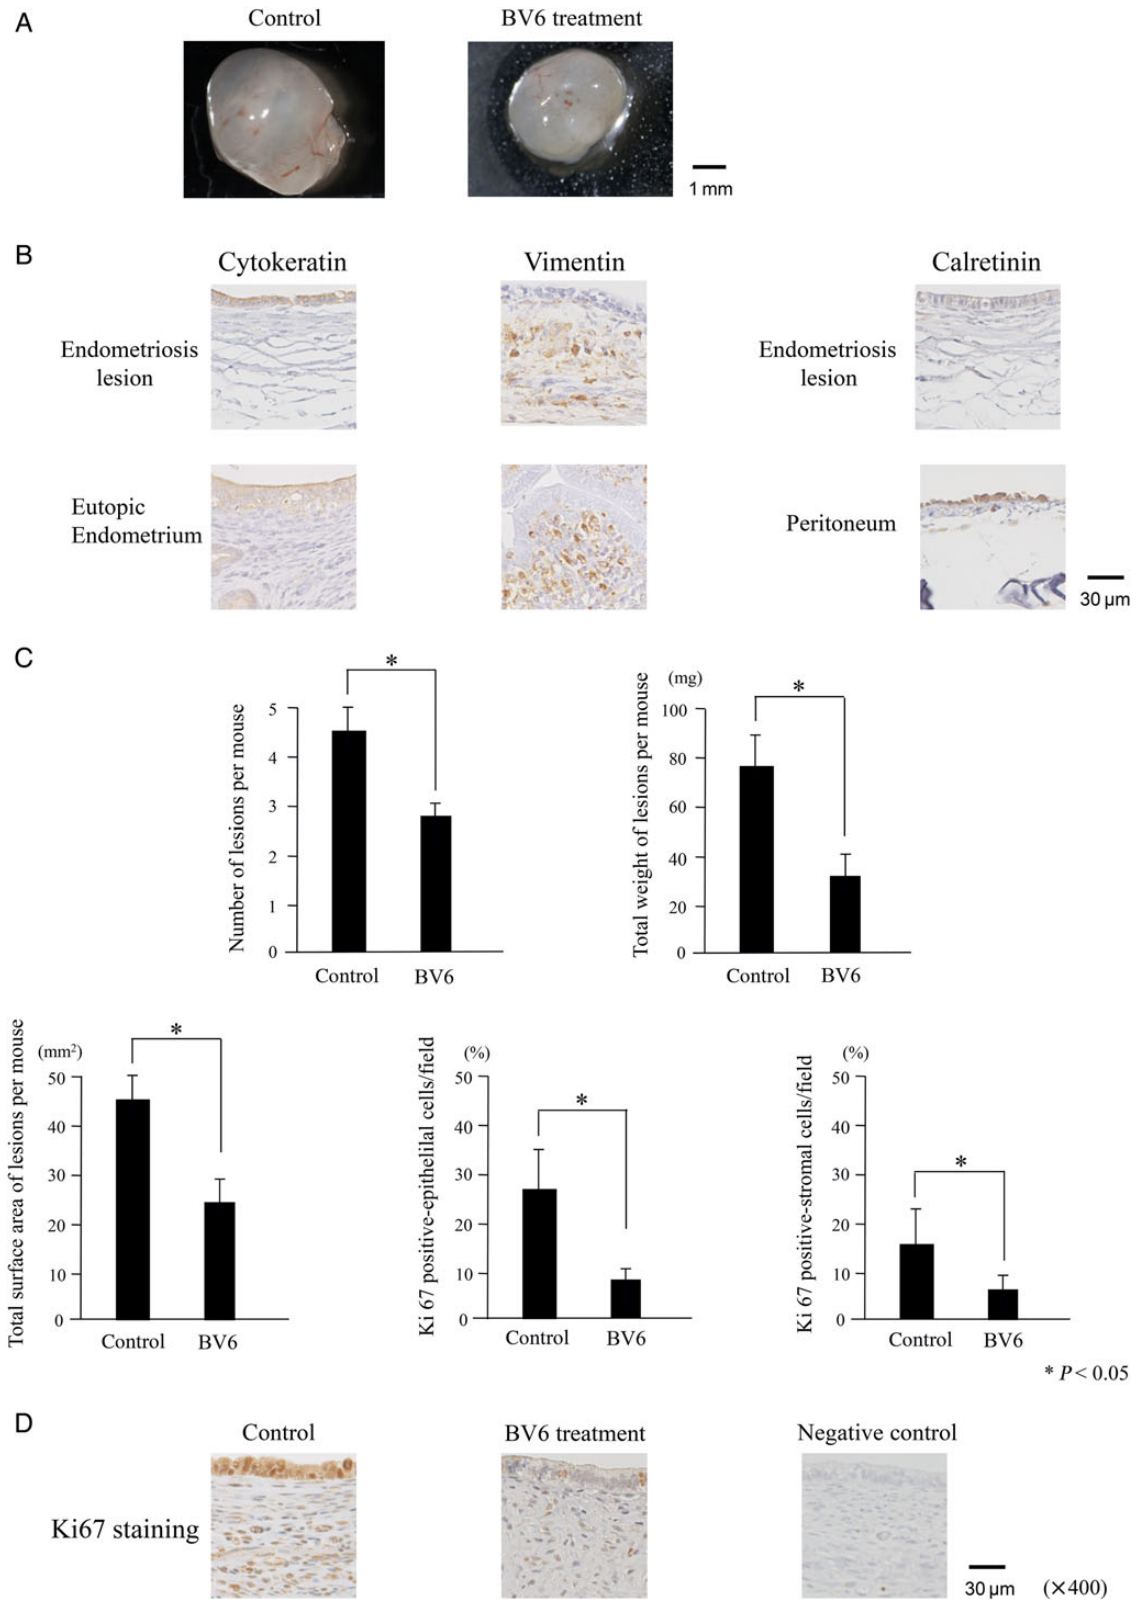 A
Control
BV6 treatment
1 mm
B
Cytokeratin
Vimentin
Calretinin
Endometriosis
lesion
Endometriosis
lesion
Eutopic
Endometrium
Peritoneum
30 μm
C
Number of lesions per mouse
5
4
3
2
1
0
*
Control
BV6
Total weight of lesions per mouse
(mg)
100
80
60
40
20
0
*
Control
BV6
Total surface area of lesions per mouse
(mm²)
50
40
30
20
10
0
*
Control
BV6
Ki 67 positive-epithelilal cells/field
(%)
50
40
30
20
10
0
*
Control
BV6
Ki 67 positive-stromal cells/field
(%)
50
40
30
20
10
0
*
Control
BV6
* P < 0.05
D
Control
BV6 treatment
Negative control
Ki67 staining
30 μm
(×400)